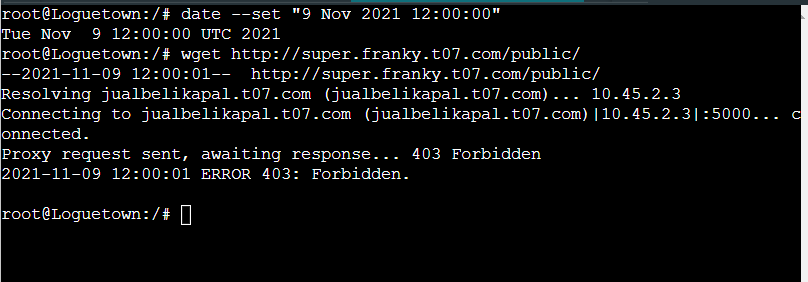 root@Loguetown:/# date --set "9 Nov 2021 12:00:00"
Tue Nov  9 12:00:00 UTC 2021
root@Loguetown:/# wget http://super.franky.t07.com/public/
--2021-11-09 12:00:01--  http://super.franky.t07.com/public/
Resolving jualbelikapal.t07.com (jualbelikapal.t07.com)... 10.45.2.3
Connecting to jualbelikapal.t07.com (jualbelikapal.t07.com)|10.45.2.3|:5000... c
onnected.
Proxy request sent, awaiting response... 403 Forbidden
2021-11-09 12:00:01 ERROR 403: Forbidden.
root@Loguetown:/#